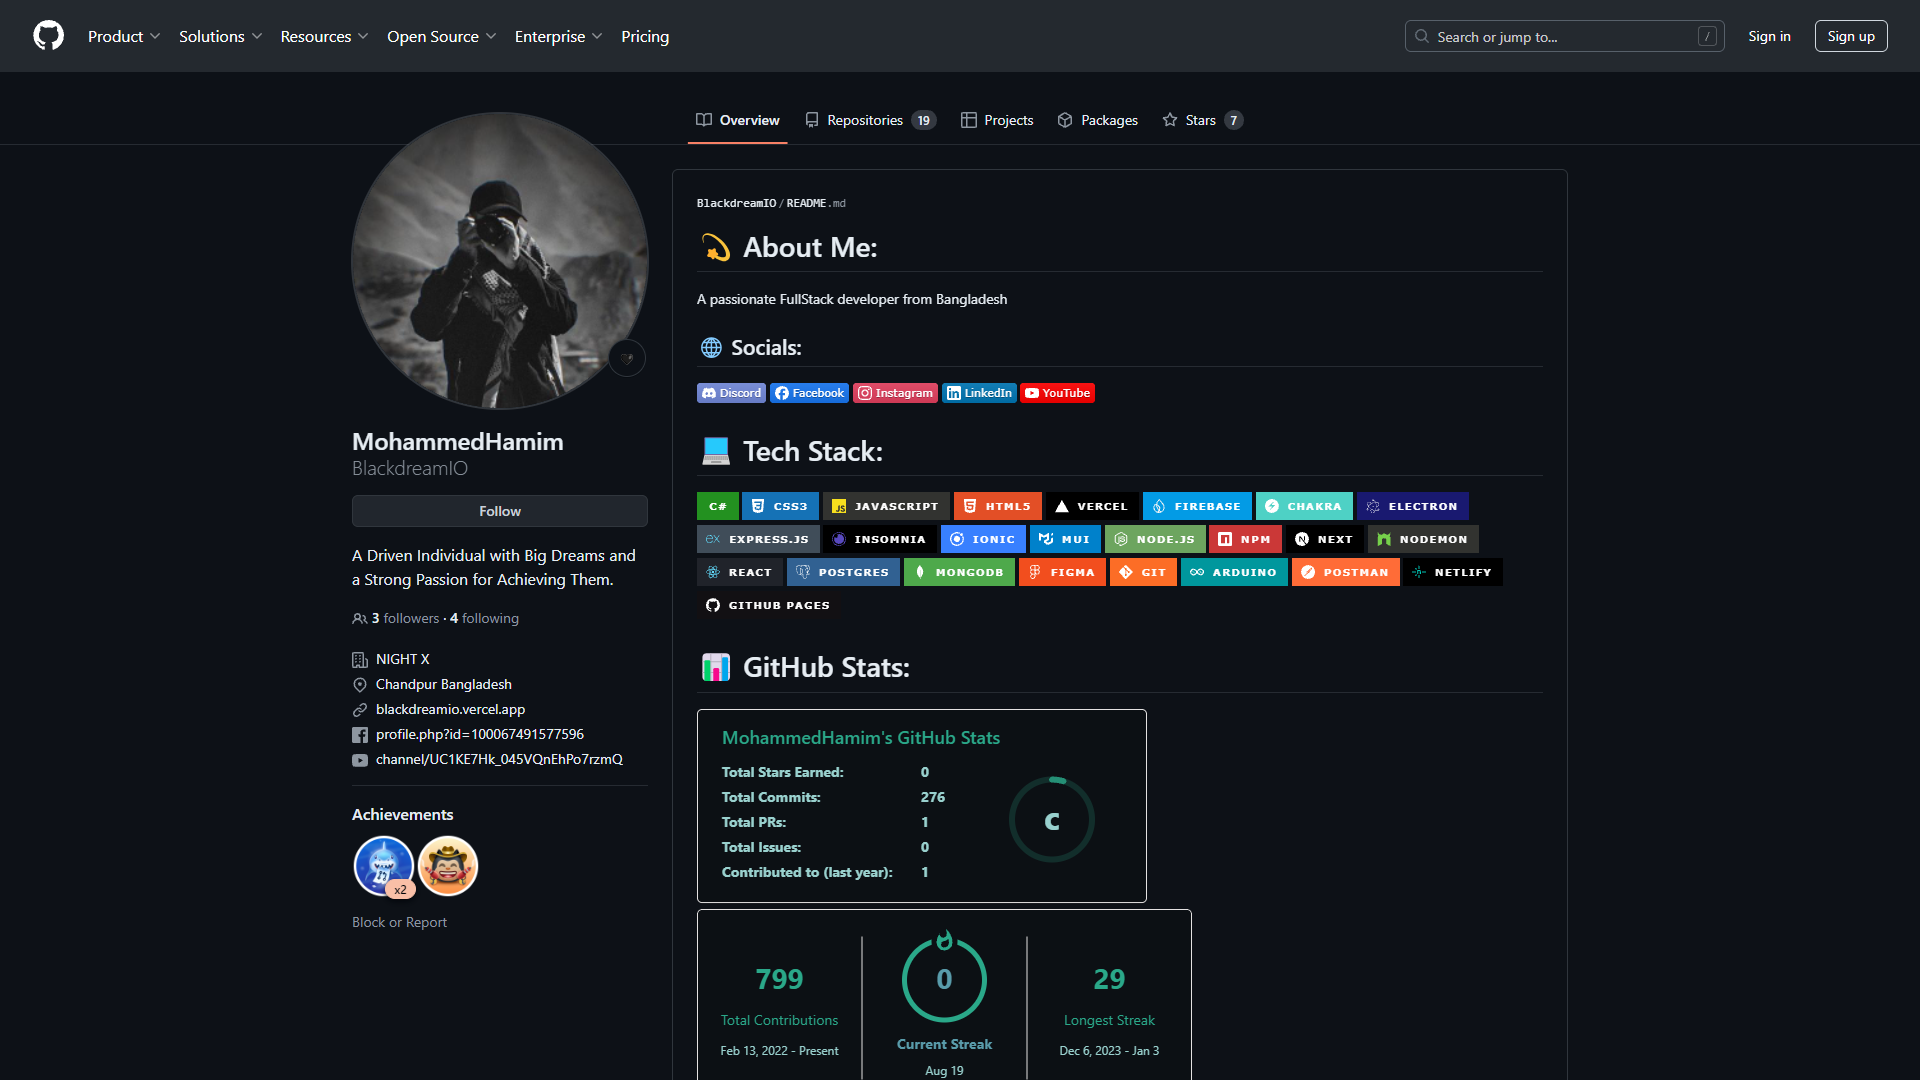 Product Solutions Resources Open Source Enterprise Pricing Search or jump to... / Sign in Sign up
Overview Repositories 19 Projects Packages Stars 7
MohammedHamim
BlackdreamIO
Follow
A Driven Individual with Big Dreams and
a Strong Passion for Achieving Them.
3 followers · 4 following
NIGHT X
Chandpur Bangladesh
blackdreamio.vercel.app
profile.php?id=100067491577596
channel/UC1KE7Hk_045VQnEhPo7rzmQ
Achievements
x2
Block or Report
BlackdreamIO/README.md
About Me:
A passionate FullStack developer from Bangladesh
Socials:
Discord Facebook Instagram LinkedIn YouTube
Tech Stack:
C# CSS3 JS JAVASCRIPT HTML5 VERCEL FIREBASE CHAKRA ELECTRON
ex EXPRESS.JS INSOMNIA IONIC MUI NODE.JS NPM NEXT NODEMON
REACT POSTGRES MONGODB FIGMA GIT ARDUINO POSTMAN NETLIFY
GITHUB PAGES
GitHub Stats:
MohammedHamim's GitHub Stats
Total Stars Earned: 0
Total Commits: 276
Total PRs: 1
Total Issues: 0
Contributed to (last year): 1
C
799
Total Contributions
Feb 13, 2022 - Present
0
Current Streak
Aug 19
29
Longest Streak
Dec 6, 2023 - Jan 3